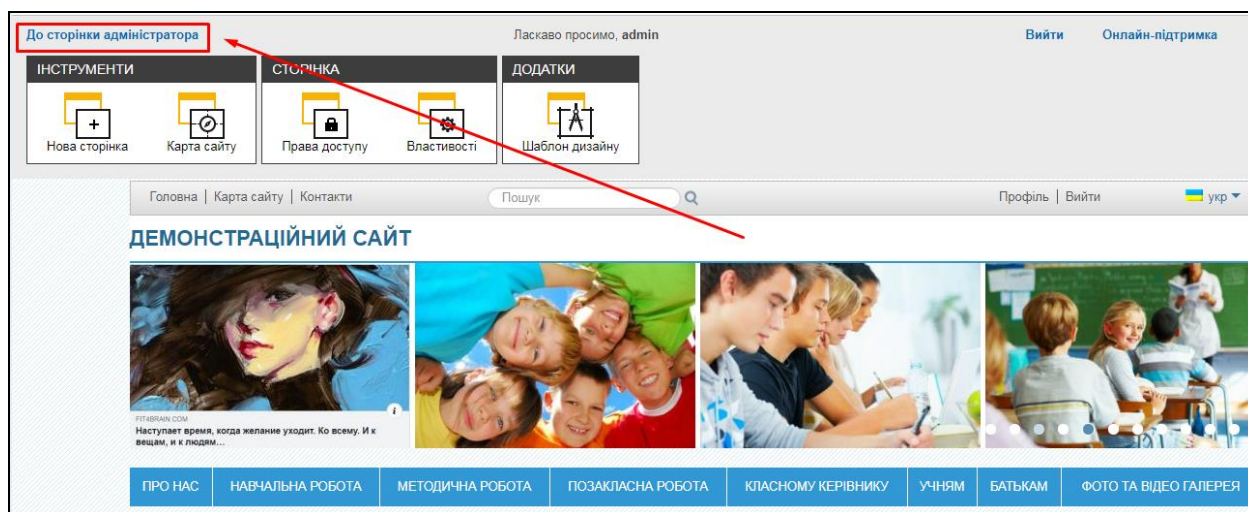 До сторінки адміністратора
Ласкаво просимо, admin
Вийти
Онлайн-підтримка
ІНСТРУМЕНТИ
СТОРІНКА
ДОДАТКИ
Нова сторінка
Карта сайту
Права доступу
Властивості
Шаблон дизайну
Головна | Карта сайту | Контакти
Пошук
Профіль | Вийти
укр
ДЕМОНСТРАЦІЙНИЙ САЙТ
FIT4BRAIN.COM
Наступает время, когда желание уходит. Ко всему. И к
вещам, и к людям...
ПРО НАС
НАВЧАЛЬНА РОБОТА
МЕТОДИЧНА РОБОТА
ПОЗАКЛАСНА РОБОТА
КЛАСНОМУ КЕРІВНИКУ
УЧНЯМ
БАТЬКАМ
ФОТО ТА ВІДЕО ГАЛЕРЕЯ